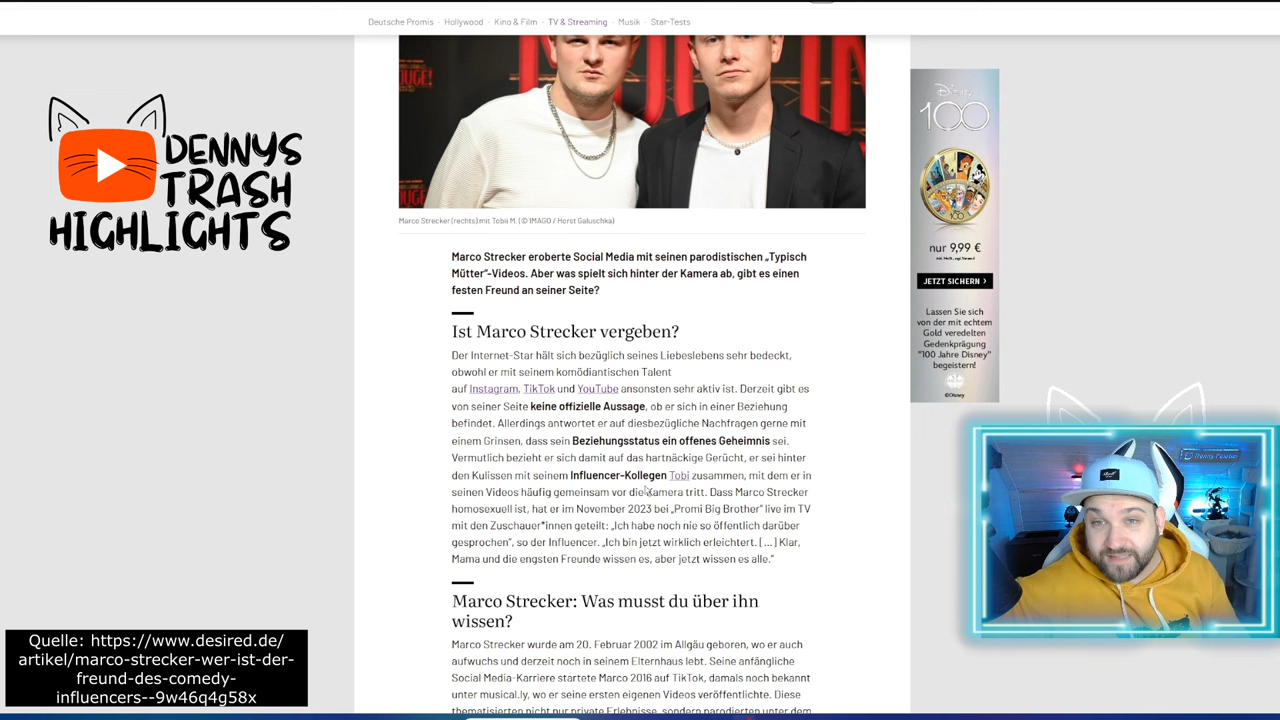 Deutsche Promis · Hollywood · Kino & Film · TV & Streaming · Musik · Star-Tests
DENNYS
TRASH
HIGHLIGHTS
Marco Strecker (rechts) mit Tobii M. (© IMAGO / Horst Galuschka)
Marco Strecker eroberte Social Media mit seinen parodistischen „Typisch
Mütter“-Videos. Aber was spielt sich hinter der Kamera ab, gibt es einen
festen Freund an seiner Seite?
Ist Marco Strecker vergeben?
Der Internet-Star hält sich bezüglich seines Liebeslebens sehr bedeckt,
obwohl er mit seinem komödiantischen Talent
auf Instagram, TikTok und YouTube ansonsten sehr aktiv ist. Derzeit gibt es
von seiner Seite keine offizielle Aussage, ob er sich in einer Beziehung
befindet. Allerdings antwortet er auf diesbezügliche Nachfragen gerne mit
einem Grinsen, dass sein Beziehungsstatus ein offenes Geheimnis sei.
Vermutlich bezieht er sich damit auf das hartnäckige Gerücht, er sei hinter
den Kulissen mit seinem Influencer-Kollegen Tobi zusammen, mit dem er in
seinen Videos häufig gemeinsam vor die Kamera tritt. Dass Marco Strecker
homosexuell ist, hat er im November 2023 bei „Promi Big Brother“ live im TV
mit den Zuschauer*innen geteilt: „Ich habe noch nie so öffentlich darüber
gesprochen“, so der Influencer. „Ich bin jetzt wirklich erleichtert. [...] Klar,
Mama und die engsten Freunde wissen es, aber jetzt wissen es alle.“
Marco Strecker: Was musst du über ihn
wissen?
Marco Strecker wurde am 20. Februar 2002 im Allgäu geboren, wo er auch
aufwuchs und derzeit noch in seinem Elternhaus lebt. Seine anfängliche
Social Media-Karriere startete Marco 2016 auf TikTok, damals noch bekannt
unter musical.ly, wo er seine ersten eigenen Videos veröffentlichte. Diese
thematisierten nicht nur private Erlebnisse, sondern parodierten unter dem
Disney
100
nur 9,99 €
JETZT SICHERN >
Lassen Sie sich
von der mit echtem
Gold veredelten
Gedenkprägung
"100 Jahre Disney"
begeistern!
©Disney
Quelle: https://www.desired.de/
artikel/marco-strecker-wer-ist-der-
freund-des-comedy-
influencers--9w46q4g58x